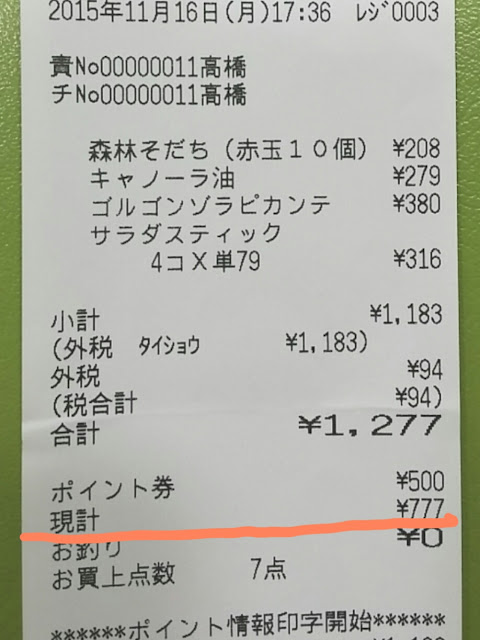 2015年11月16日(月)17:36 ﾚｼﾞ0003
責No00000011高橋
チNo00000011高橋
森林そだち(赤玉10個) ¥208
キャノーラ油 ¥279
ゴルゴンゾラピカンテ ¥380
サラダスティック
4コX単79 ¥316
小計 ¥1,183
(外税 ﾀｲｼｮｳ ¥1,183)
外税 ¥94
(税合計 ¥94)
合計 ¥1,277
ポイント券 ¥500
現計 ¥777
お釣り ¥0
お買上点数 7点
******ポイント情報印字開始******